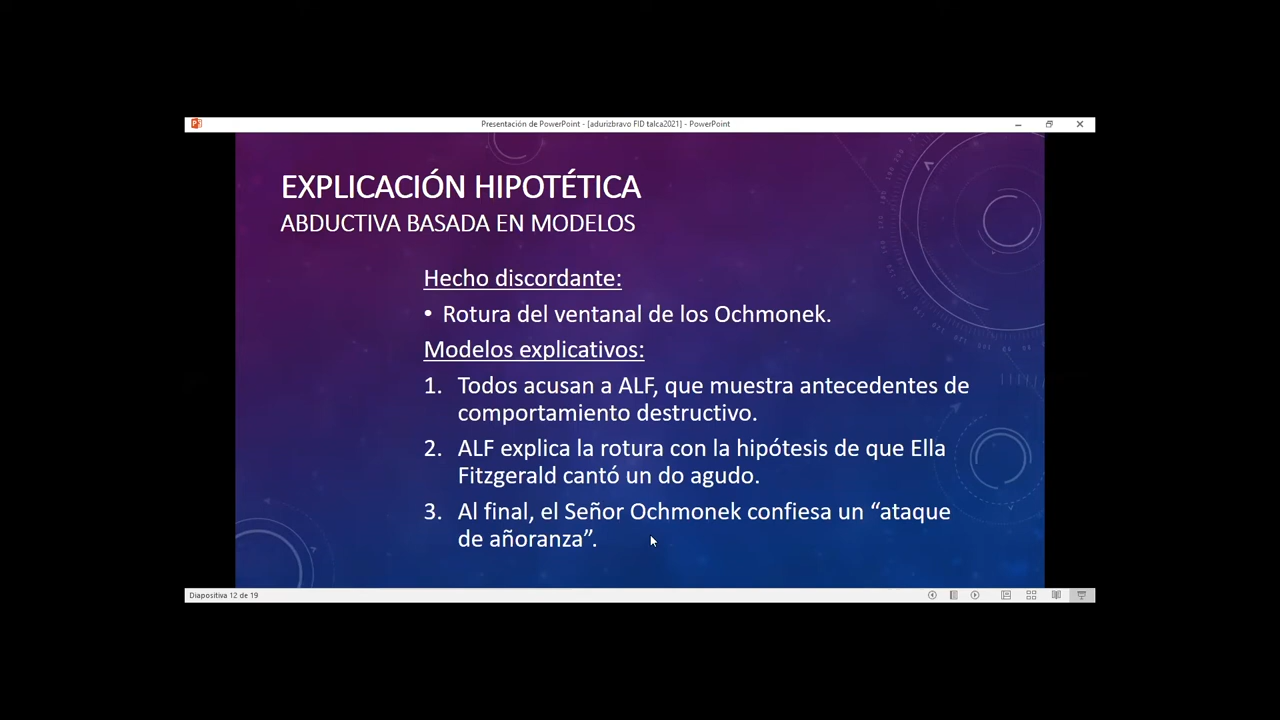 Presentación de PowerPoint - [adurizbravo FID talca2021] - PowerPoint
EXPLICACIÓN HIPOTÉTICA
ABDUCTIVA BASADA EN MODELOS
Hecho discordante:
• Rotura del ventanal de los Ochmonek.
Modelos explicativos:
1. Todos acusan a ALF, que muestra antecedentes de
comportamiento destructivo.
2. ALF explica la rotura con la hipótesis de que Ella
Fitzgerald cantó un do agudo.
3. Al final, el Señor Ochmonek confiesa un “ataque
de añoranza”.
Diapositiva 12 de 19